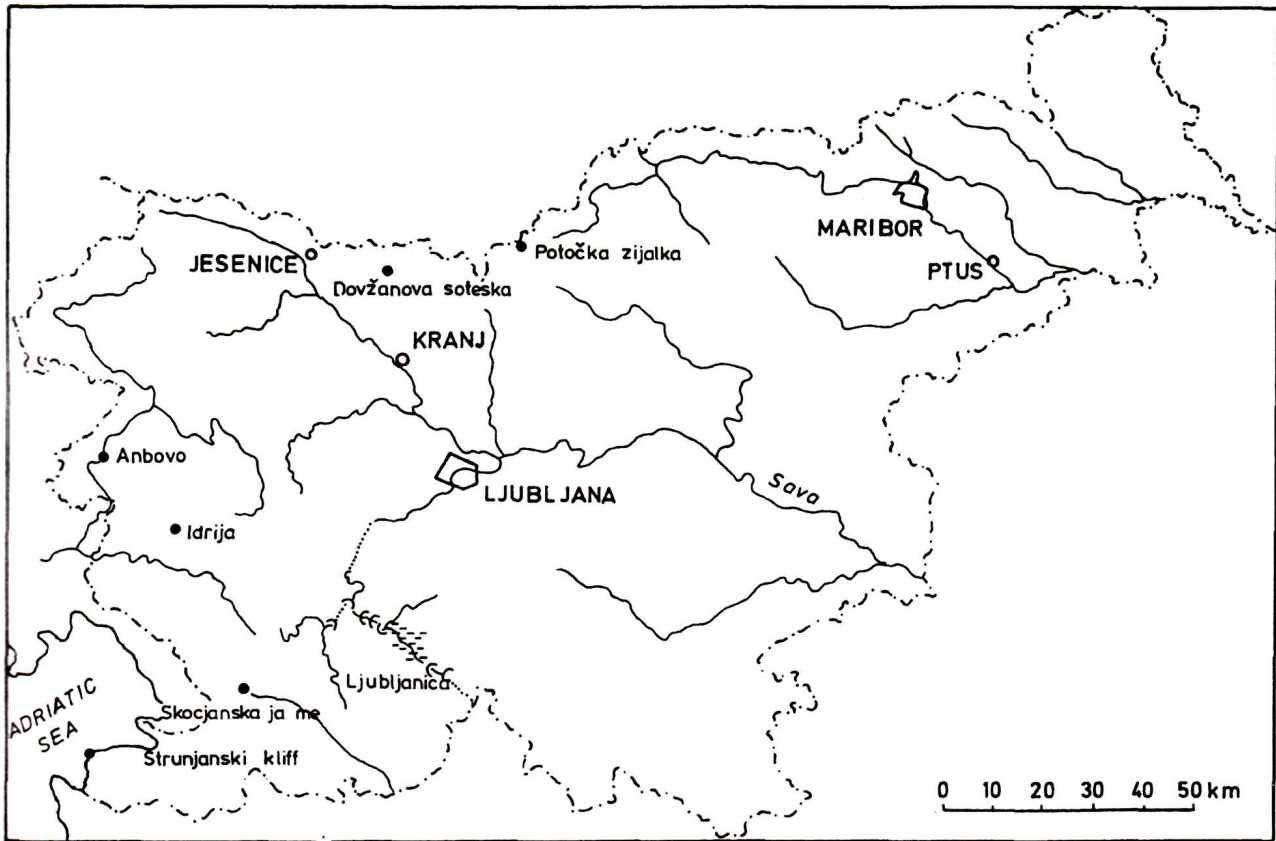 Potočka zijalka
MARIBOR
JESENICE
PTUS
Dovžanova soteska
KRANJ
Anbovo
LJUBLJANA
Sava
Idrija
Ljubljanica
ADRIATIC
SEA
Skocjanska ja me
Strunjanski kliff
0 10 20 30 40 50 km